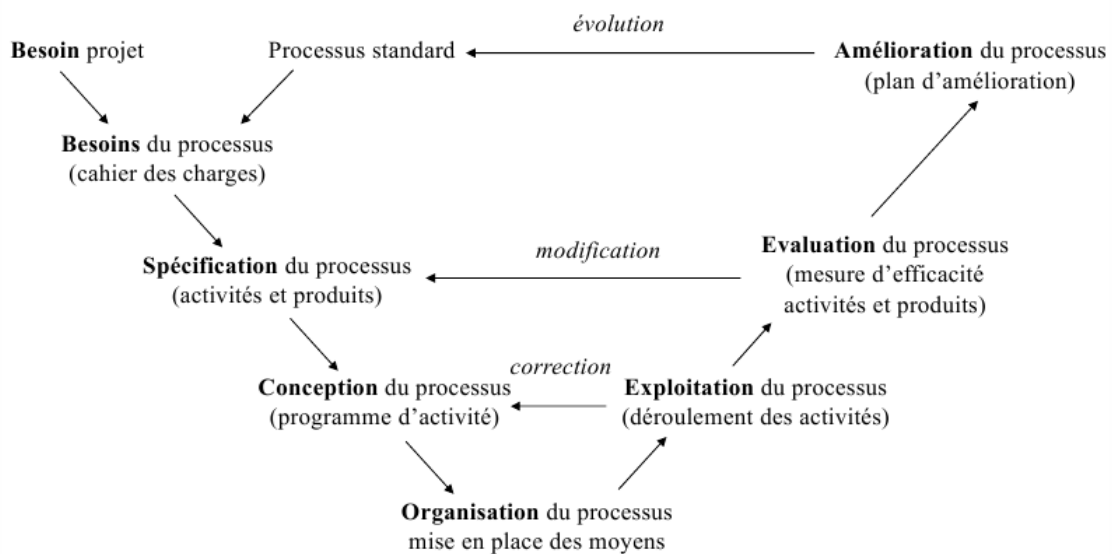 évolution
Besoin projet
Processus standard
Amélioration du processus
(plan d'amélioration)
Besoins du processus
(cahier des charges)
modification
Spécification du processus
(activités et produits)
Evaluation du processus
(mesure d'efficacité
activités et produits)
correction
Conception du processus
(programme d'activité)
Exploitation du processus
(déroulement des activités)
Organisation du processus
mise en place des moyens